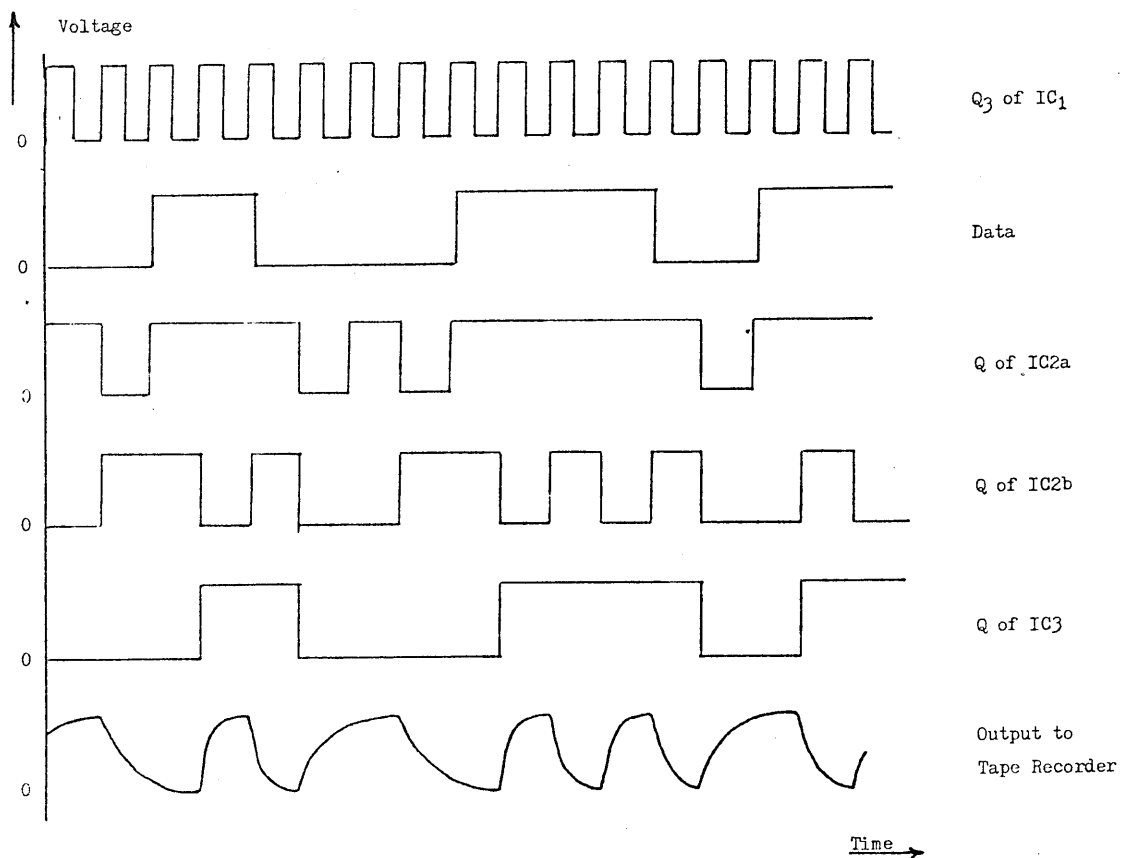 Voltage
Q3 of IC1
0
Data
0
Q of IC2a
0
Q of IC2b
0
Q of IC3
0
Output to
Tape Recorder
0
Time